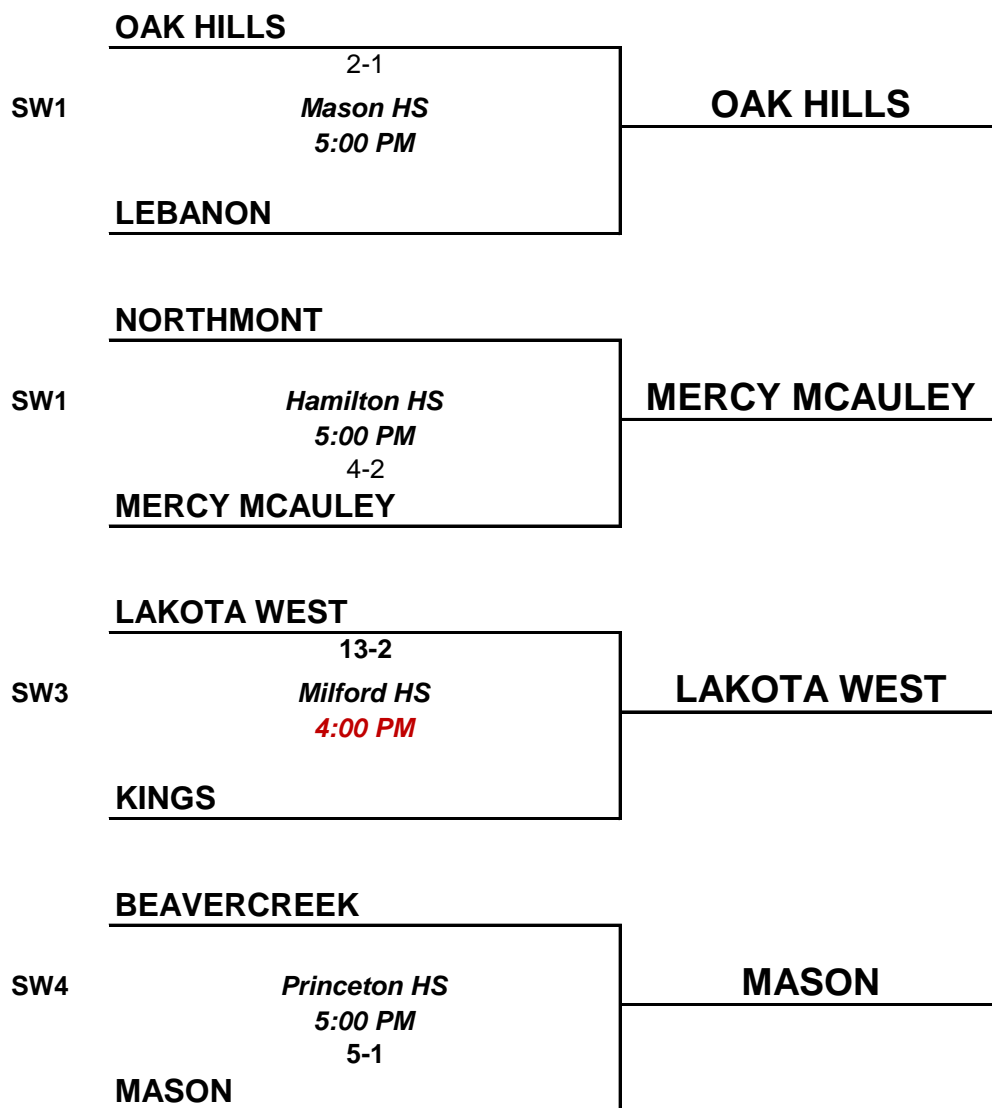 OAK HILLS
2-1
SW1 Mason HS OAK HILLS
5:00 PM
LEBANON
NORTHMONT
SW1 Hamilton HS MERCY MCAULEY
5:00 PM
4-2
MERCY MCAULEY
LAKOTA WEST
13-2
SW3 Milford HS LAKOTA WEST
4:00 PM
KINGS
BEAVERCREEK
SW4 Princeton HS MASON
5:00 PM
5-1
MASON